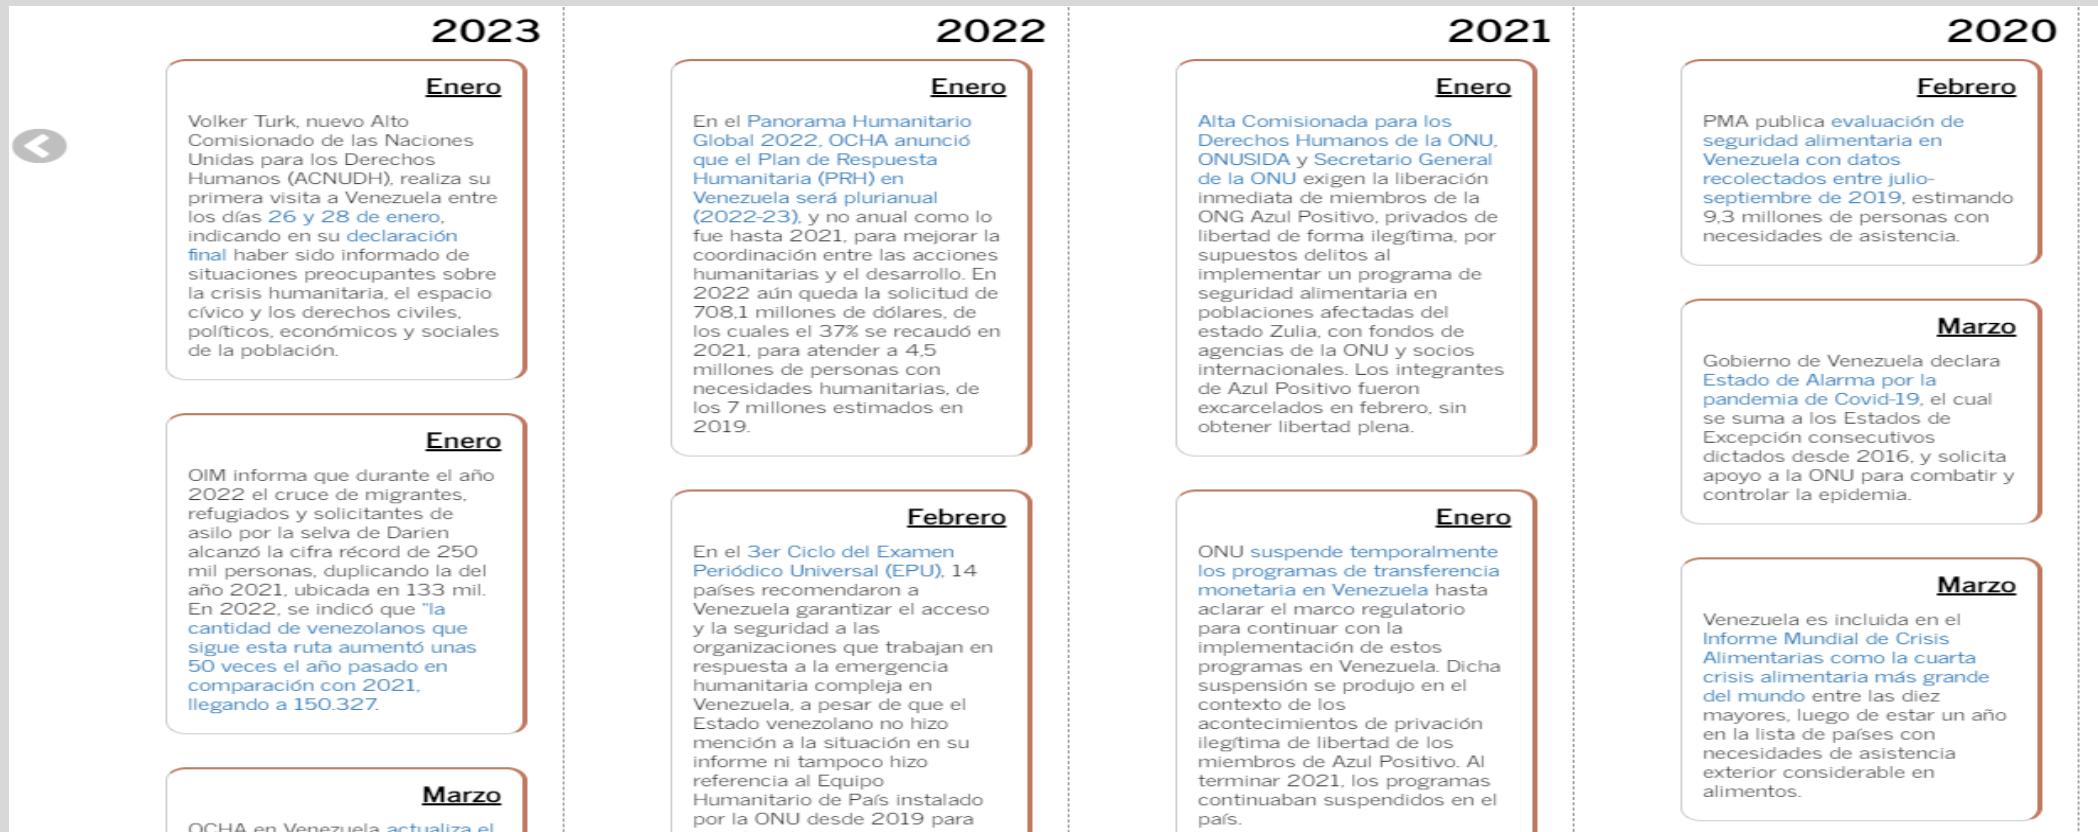 2023
Enero
Volker Turk, nuevo Alto
Comisionado de las Naciones
Unidas para los Derechos
Humanos (ACNUDH), realiza su
primera visita a Venezuela entre
los días 26 y 28 de enero,
indicando en su declaración
final haber sido informado de
situaciones preocupantes sobre
la crisis humanitaria, el espacio
cívico y los derechos civiles,
políticos, económicos y sociales
de la población.
Enero
OIM informa que durante el año
2022 el cruce de migrantes,
refugiados y solicitantes de
asilo por la selva de Darien
alcanzó la cifra récord de 250
mil personas, duplicando la del
año 2021, ubicada en 133 mil.
En 2022, se indicó que "la
cantidad de venezolanos que
sigue esta ruta aumentó unas
50 veces el año pasado en
comparación con 2021,
llegando a 150.327.
Marzo
OCHA en Venezuela actualiza el
2022
Enero
En el Panorama Humanitario
Global 2022, OCHA anunció
que el Plan de Respuesta
Humanitaria (PRH) en
Venezuela será plurianual
(2022-23), y no anual como lo
fue hasta 2021, para mejorar la
coordinación entre las acciones
humanitarias y el desarrollo. En
2022 aún queda la solicitud de
708,1 millones de dólares, de
los cuales el 37% se recaudó en
2021, para atender a 4,5
millones de personas con
necesidades humanitarias, de
los 7 millones estimados en
2019.
Febrero
En el 3er Ciclo del Examen
Periódico Universal (EPU), 14
países recomendaron a
Venezuela garantizar el acceso
y la seguridad a las
organizaciones que trabajan en
respuesta a la emergencia
humanitaria compleja en
Venezuela, a pesar de que el
Estado venezolano no hizo
mención a la situación en su
informe ni tampoco hizo
referencia al Equipo
Humanitario de País instalado
por la ONU desde 2019 para
2021
Enero
Alta Comisionada para los
Derechos Humanos de la ONU,
ONUSIDA y Secretario General
de la ONU exigen la liberación
inmediata de miembros de la
ONG Azul Positivo, privados de
libertad de forma ilegítima, por
supuestos delitos al
implementar un programa de
seguridad alimentaria en
poblaciones afectadas del
estado Zulia, con fondos de
agencias de la ONU y socios
internacionales. Los integrantes
de Azul Positivo fueron
excarcelados en febrero, sin
obtener libertad plena.
Enero
ONU suspende temporalmente
los programas de transferencia
monetaria en Venezuela hasta
aclarar el marco regulatorio
para continuar con la
implementación de estos
programas en Venezuela. Dicha
suspensión se produjo en el
contexto de los
acontecimientos de privación
ilegítima de libertad de los
miembros de Azul Positivo. Al
terminar 2021, los programas
continuaban suspendidos en el
país.
2020
Febrero
PMA publica evaluación de
seguridad alimentaria en
Venezuela con datos
recolectados entre julio-
septiembre de 2019, estimando
9,3 millones de personas con
necesidades de asistencia.
Marzo
Gobierno de Venezuela declara
Estado de Alarma por la
pandemia de Covid-19, el cual
se suma a los Estados de
Excepción consecutivos
dictados desde 2016, y solicita
apoyo a la ONU para combatir y
controlar la epidemia.
Marzo
Venezuela es incluida en el
Informe Mundial de Crisis
Alimentarias como la cuarta
crisis alimentaria más grande
del mundo entre las diez
mayores, luego de estar un año
en la lista de países con
necesidades de asistencia
exterior considerable en
alimentos.